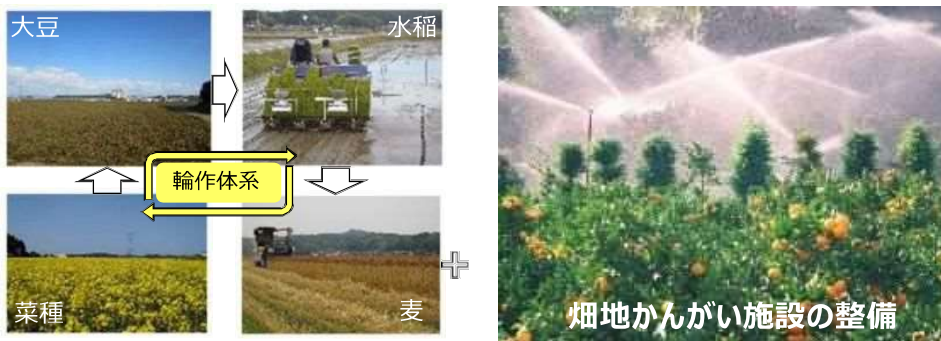 大豆
水稲
輪作体系
菜種
麦
畑地かんがい施設の整備